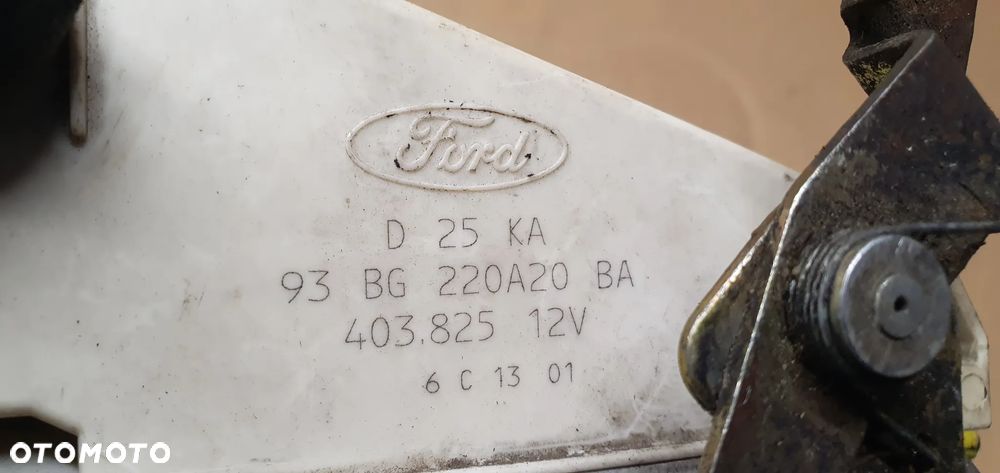 Ford
D 25 KA
93 BG 220A20 BA
403.825 12V
6 C 13 01
OTOMOTO